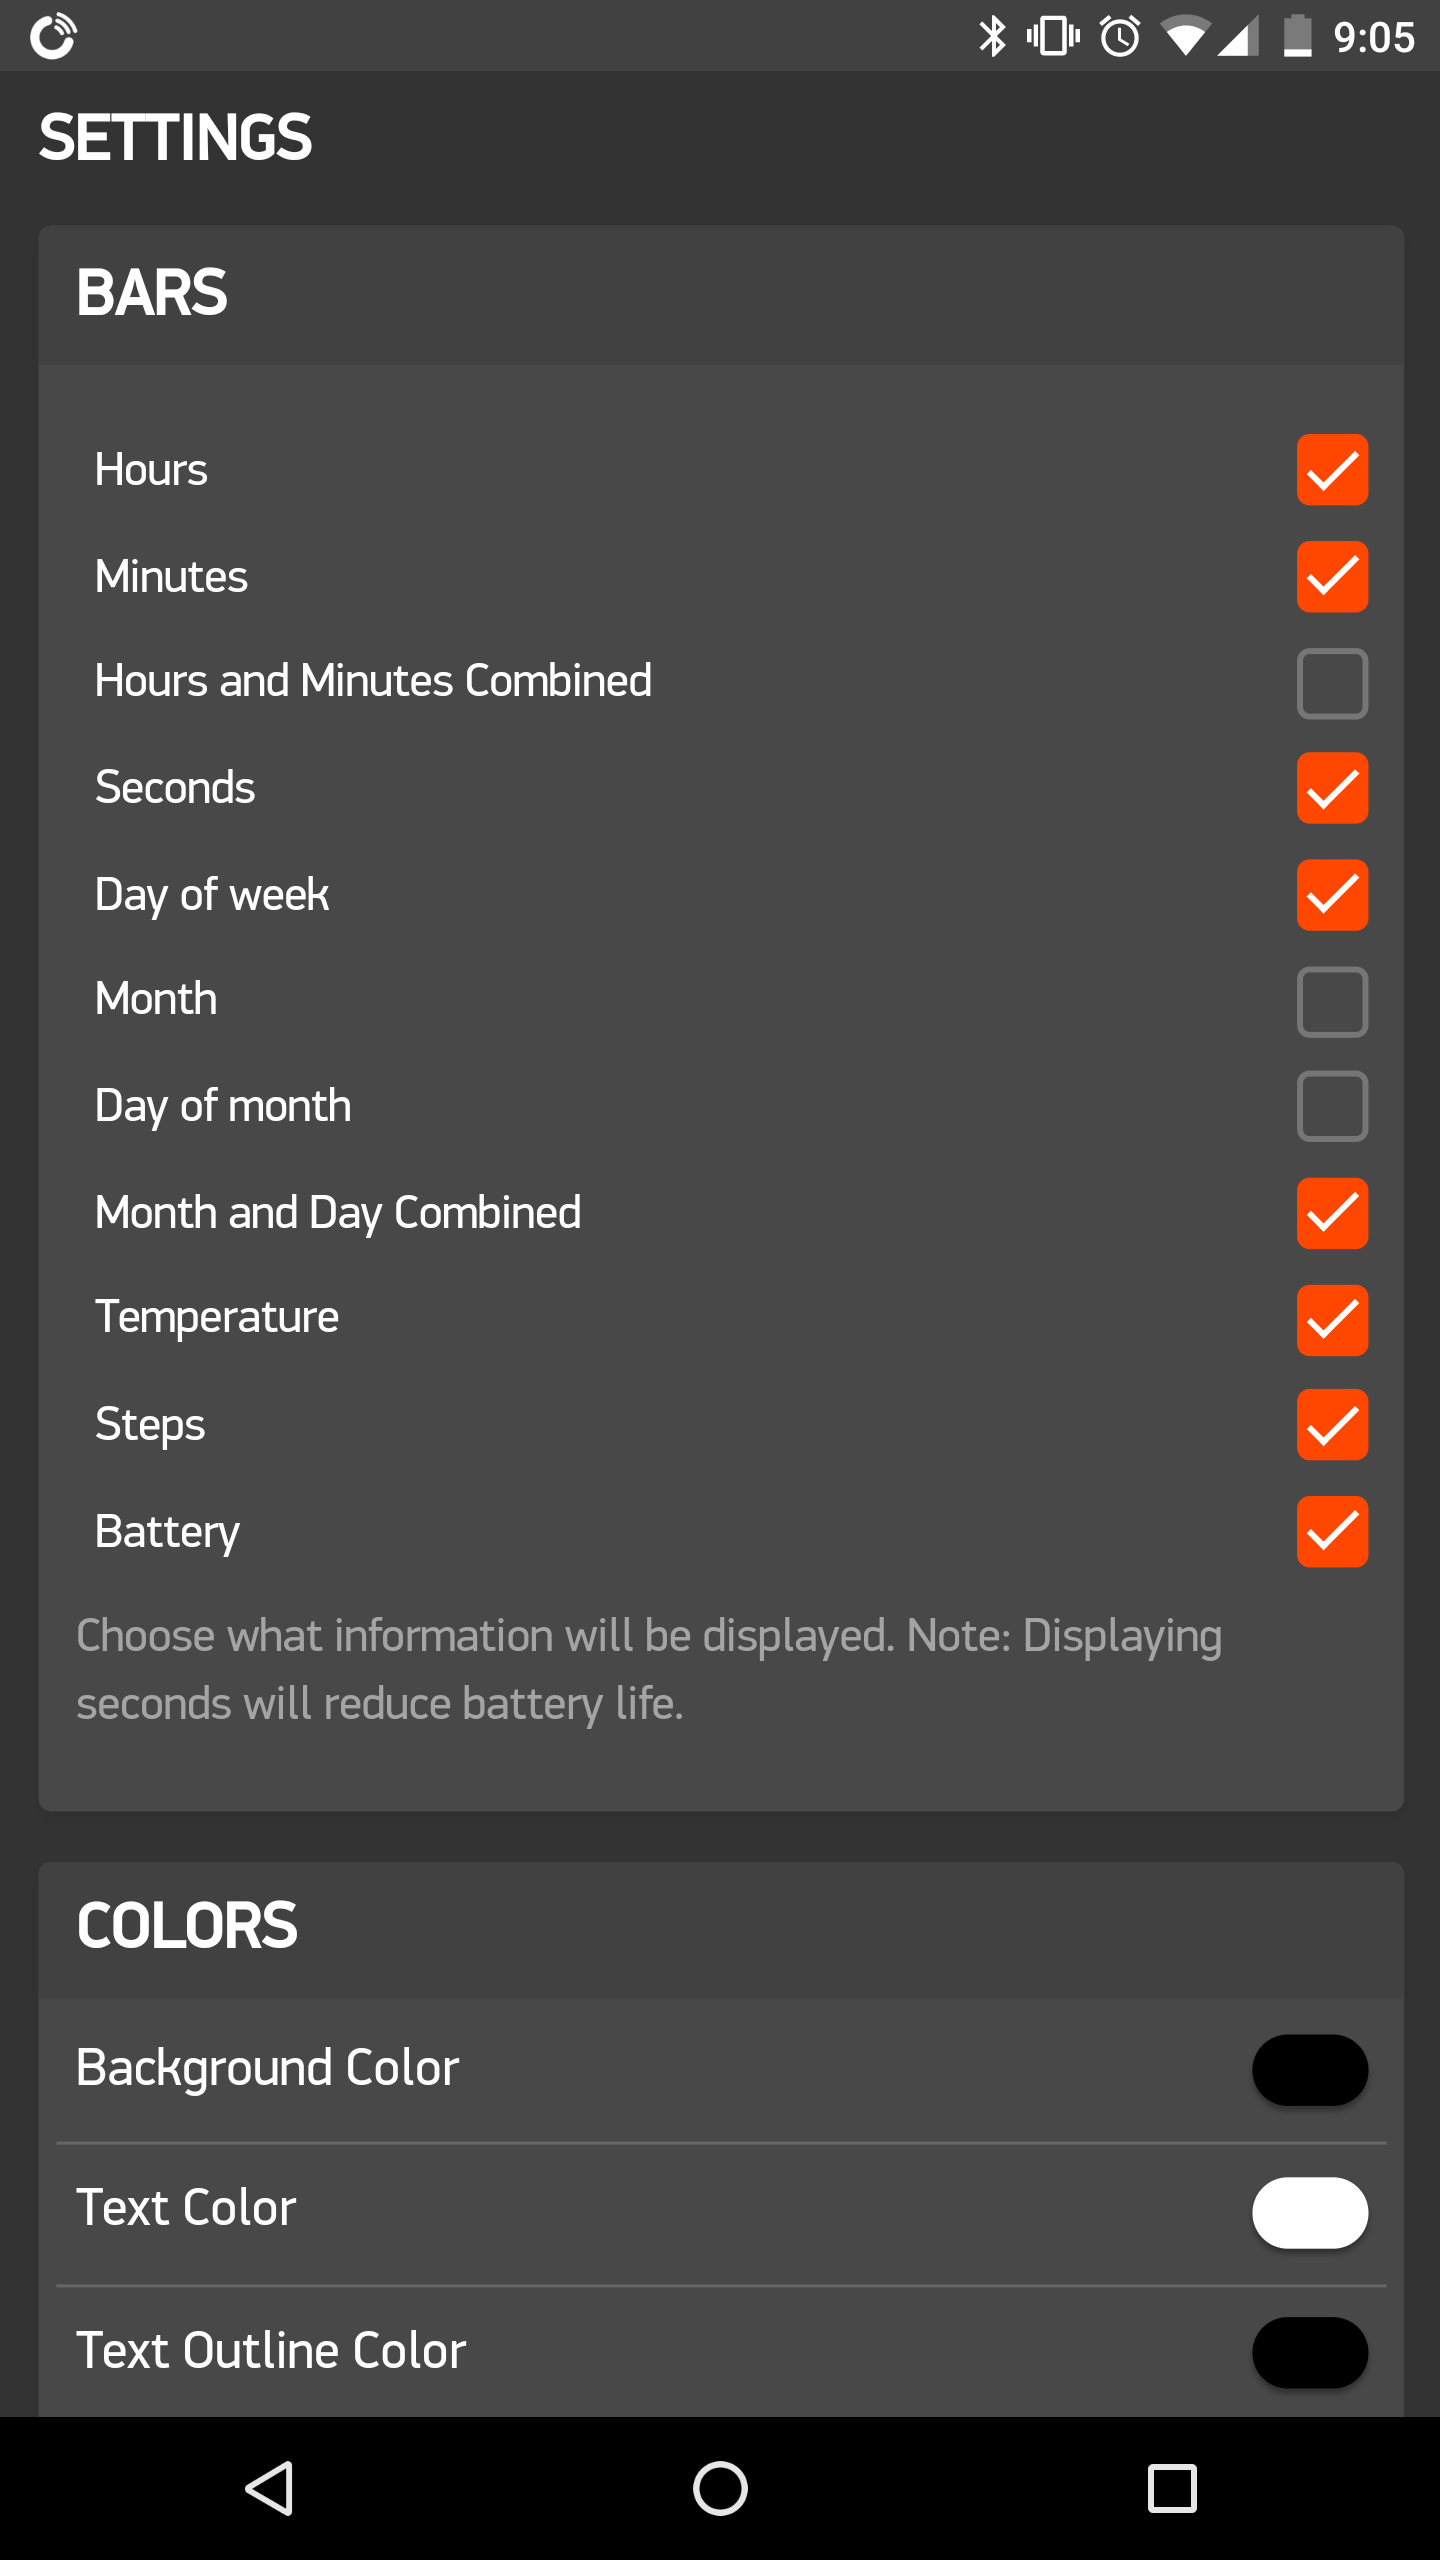 9:05
SETTINGS
BARS
Hours
Minutes
Hours and Minutes Combined
Seconds
Day of week
Month
Day of month
Month and Day Combined
Temperature
Steps
Battery
Choose what information will be displayed. Note: Displaying
seconds will reduce battery life.
COLORS
Background Color
Text Color
Text Outline Color